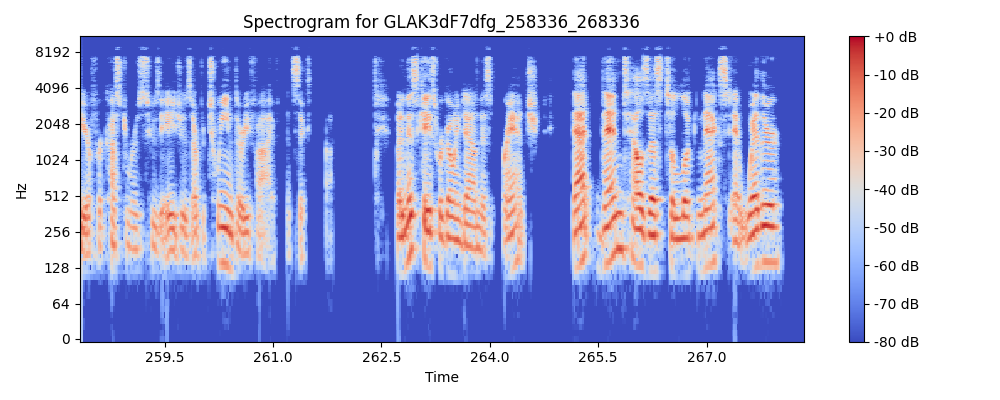 Spectrogram for GLAK3dF7dfg_258336_268336
8192
4096
2048
1024
512
256
128
64
0
Hz
259.5 261.0 262.5 264.0 265.5 267.0
Time
+0 dB
-10 dB
-20 dB
-30 dB
-40 dB
-50 dB
-60 dB
-70 dB
-80 dB